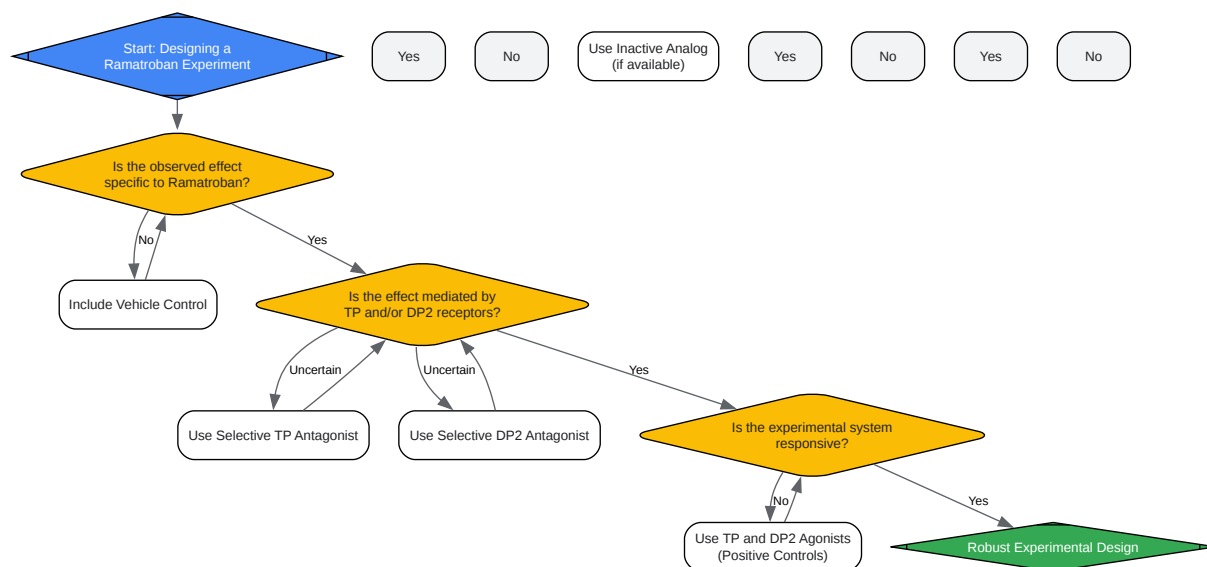 Start: Designing a
Ramatroban Experiment
Yes
No
Use Inactive Analog
(if available)
Yes
No
Yes
No
Is the observed effect
specific to Ramatroban?
No
Yes
Include Vehicle Control
Is the effect mediated by
TP and/or DP2 receptors?
Uncertain
Uncertain
Yes
Use Selective TP Antagonist
Use Selective DP2 Antagonist
Is the experimental system
responsive?
No
Yes
Use TP and DP2 Agonists
(Positive Controls)
Robust Experimental Design